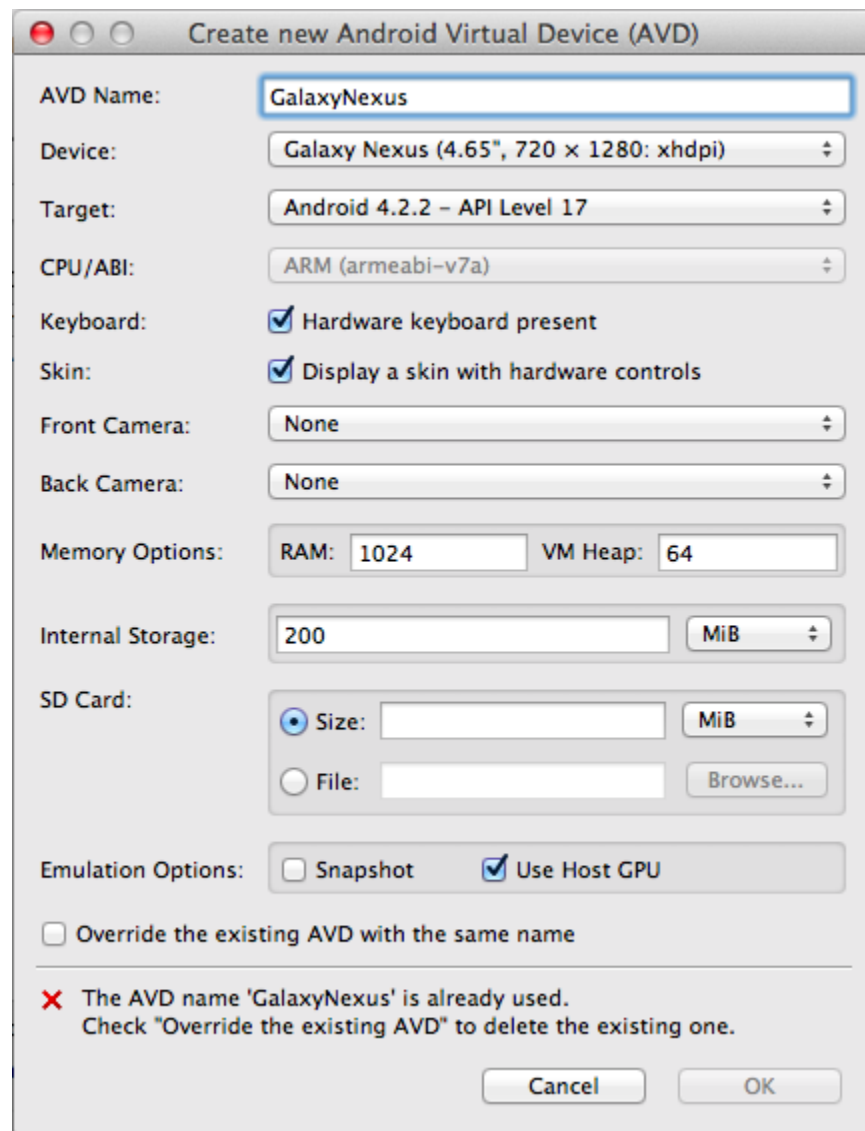 Create new Android Virtual Device (AVD)
AVD Name: GalaxyNexus
Device: Galaxy Nexus (4.65", 720 × 1280: xhdpi)
Target: Android 4.2.2 – API Level 17
CPU/ABI: ARM (armeabi-v7a)
Keyboard: Hardware keyboard present
Skin: Display a skin with hardware controls
Front Camera: None
Back Camera: None
Memory Options: RAM: 1024 VM Heap: 64
Internal Storage: 200 MiB
SD Card:
Size: MiB
File: Browse...
Emulation Options: Snapshot Use Host GPU
Override the existing AVD with the same name
The AVD name 'GalaxyNexus' is already used.
Check "Override the existing AVD" to delete the existing one.
Cancel OK